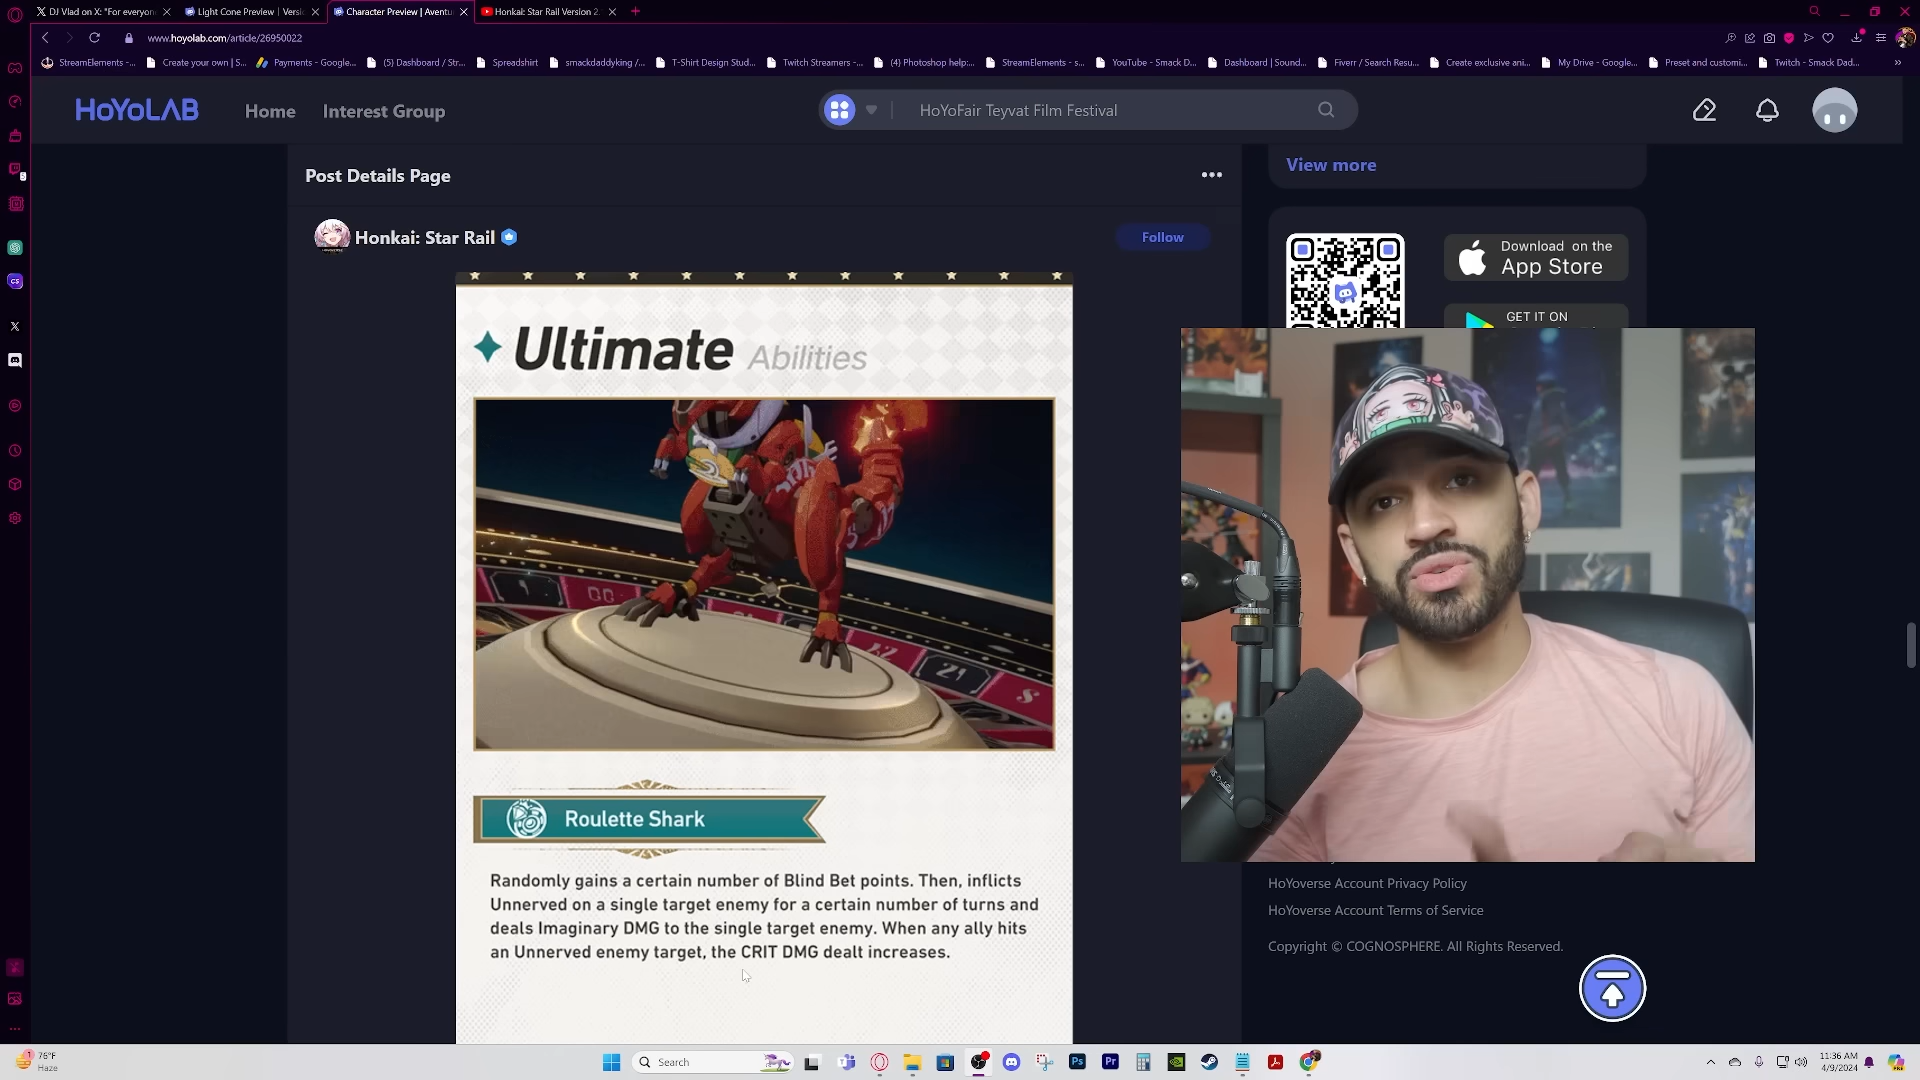 DJ Vlad on X: "For everyon
Light Cone Preview | Versi
Character Preview | Aventu
Honkai: Star Rail Version 2.
www.hoyolab.com/article/26950022
StreamElements -...
Create your own | S...
Payments - Google...
(5) Dashboard / Str...
Spreadshirt
smackdaddyking /...
T-Shirt Design Stud...
Twitch Streamers -...
(4) Photoshop help:...
StreamElements - s...
YouTube - Smack D...
Dashboard | Sound...
Fiverr / Search Resu...
Create exclusive ani...
My Drive - Google...
Preset and customi...
Twitch - Smack Dad...
HoYoLAB
Home
Interest Group
HoYoFair Teyvat Film Festival
Post Details Page
View more
Honkai: Star Rail
Follow
Download on the
App Store
GET IT ON
Ultimate Abilities
Roulette Shark
Randomly gains a certain number of Blind Bet points. Then, inflicts
Unnerved on a single target enemy for a certain number of turns and
deals Imaginary DMG to the single target enemy. When any ally hits
an Unnerved enemy target, the CRIT DMG dealt increases.
HoYoverse Account Privacy Policy
HoYoverse Account Terms of Service
Copyright © COGNOSPHERE. All Rights Reserved.
76°F
Haze
Search
11:36 AM
4/9/2024